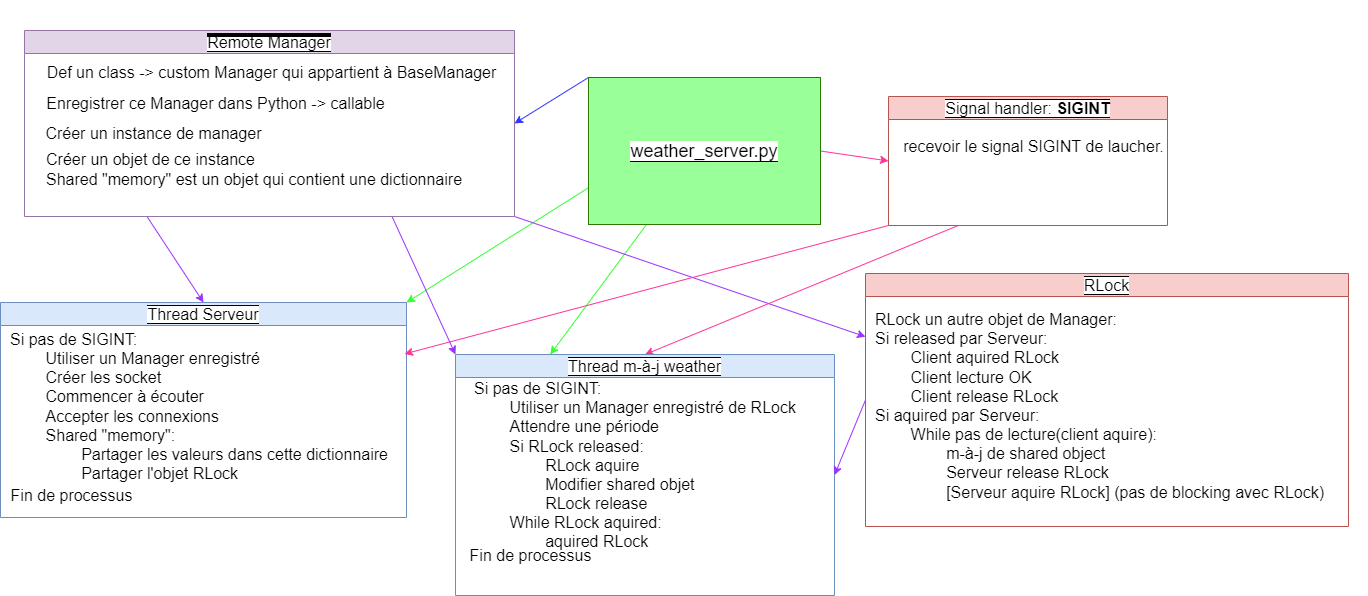 Remote Manager
Def un class -> custom Manager qui appartient à BaseManager
Enregistrer ce Manager dans Python -> callable
Créer un instance de manager
Créer un objet de ce instance
Shared "memory" est un objet qui contient une dictionnaire
weather_server.py
Signal handler: SIGINT
recevoir le signal SIGINT de laucher.
Thread Serveur
Si pas de SIGINT:
Utiliser un Manager enregistré
Créer les socket
Commencer à écouter
Accepter les connexions
Shared "memory":
Partager les valeurs dans cette dictionnaire
Partager l'objet RLock
Fin de processus
Thread m-à-j weather
Si pas de SIGINT:
Utiliser un Manager enregistré de RLock
Attendre une période
Si RLock released:
RLock aquire
Modifier shared objet
RLock release
While RLock aquired:
aquired RLock
Fin de processus
RLock
RLock un autre objet de Manager:
Si released par Serveur:
Client aquired RLock
Client lecture OK
Client release RLock
Si aquired par Serveur:
While pas de lecture(client aquire):
m-à-j de shared object
Serveur release RLock
[Serveur aquire RLock] (pas de blocking avec RLock)